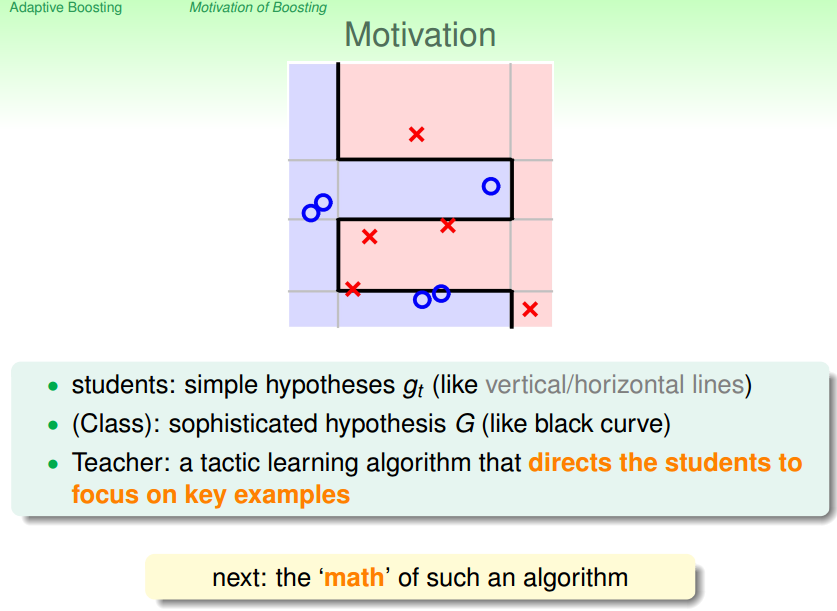 Adaptive Boosting Motivation of Boosting
Motivation
• students: simple hypotheses gt (like vertical/horizontal lines)
• (Class): sophisticated hypothesis G (like black curve)
• Teacher: a tactic learning algorithm that directs the students to
focus on key examples
next: the ‘math’ of such an algorithm